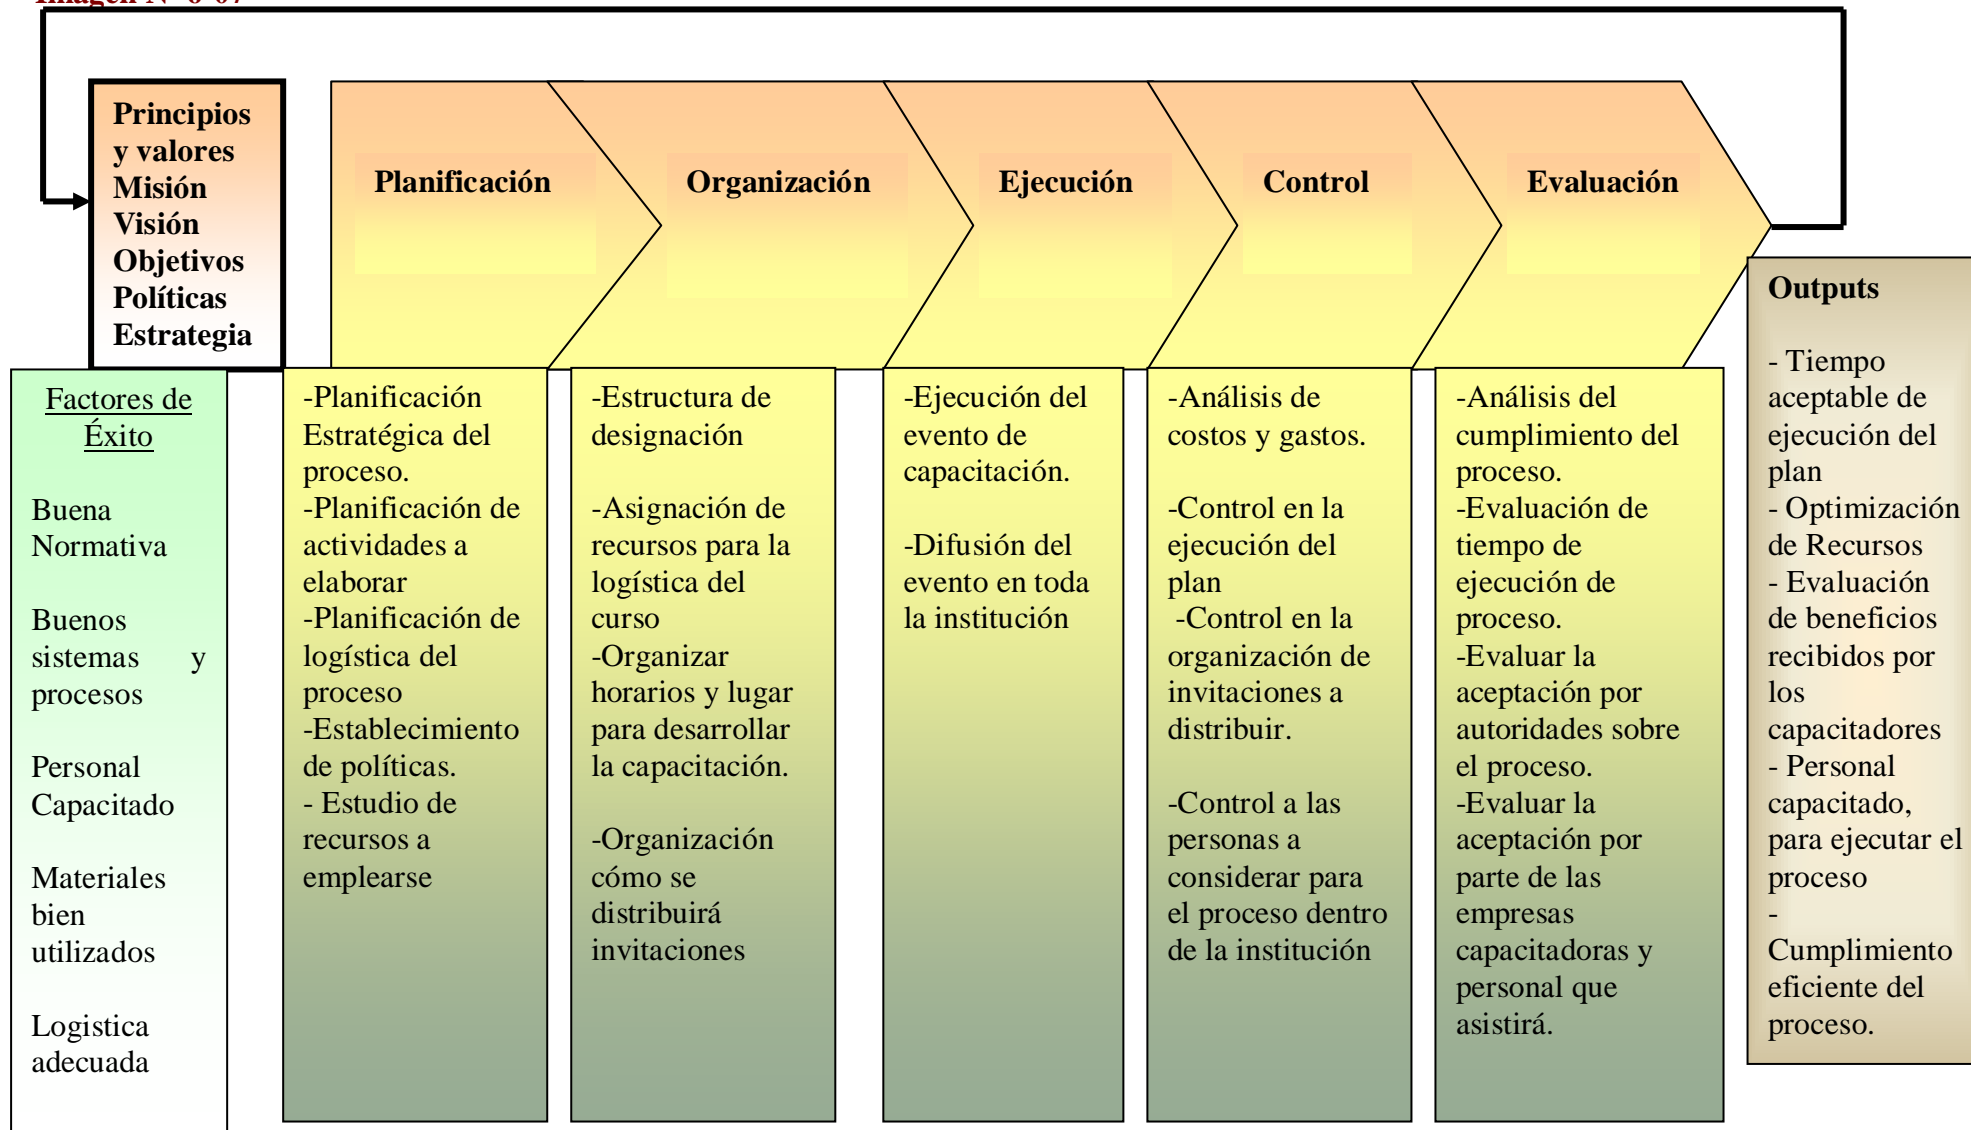 Principios
y valores
Misión
Visión
Objetivos
Políticas
Estrategia
Planificación
Organización
Ejecución
Control
Evaluación
Factores de
Éxito
Buena
Normativa
Buenos
sistemas y
procesos
Personal
Capacitado
Materiales
bien
utilizados
Logistica
adecuada
-Planificación
Estratégica del
proceso.
-Planificación de
actividades a
elaborar
-Planificación de
logística del
proceso
-Establecimiento
de políticas.
- Estudio de
recursos a
emplearse
-Estructura de
designación
-Asignación de
recursos para la
logística del
curso
-Organizar
horarios y lugar
para desarrollar
la capacitación.
-Organización
cómo se
distribuirá
invitaciones
-Ejecución del
evento de
capacitación.
-Difusión del
evento en toda
la institución
-Análisis de
costos y gastos.
-Control en la
ejecución del
plan
-Control en la
organización de
invitaciones a
distribuir.
-Control a las
personas a
considerar para
el proceso dentro
de la institución
-Análisis del
cumplimiento del
proceso.
-Evaluación de
tiempo de
ejecución de
proceso.
-Evaluar la
aceptación por
autoridades sobre
el proceso.
-Evaluar la
aceptación por
parte de las
empresas
capacitadoras y
personal que
asistirá.
Outputs
- Tiempo
aceptable de
ejecución del
plan
- Optimización
de Recursos
- Evaluación
de beneficios
recibidos por
los
capacitadores
- Personal
capacitado,
para ejecutar el
proceso
-
Cumplimiento
eficiente del
proceso.